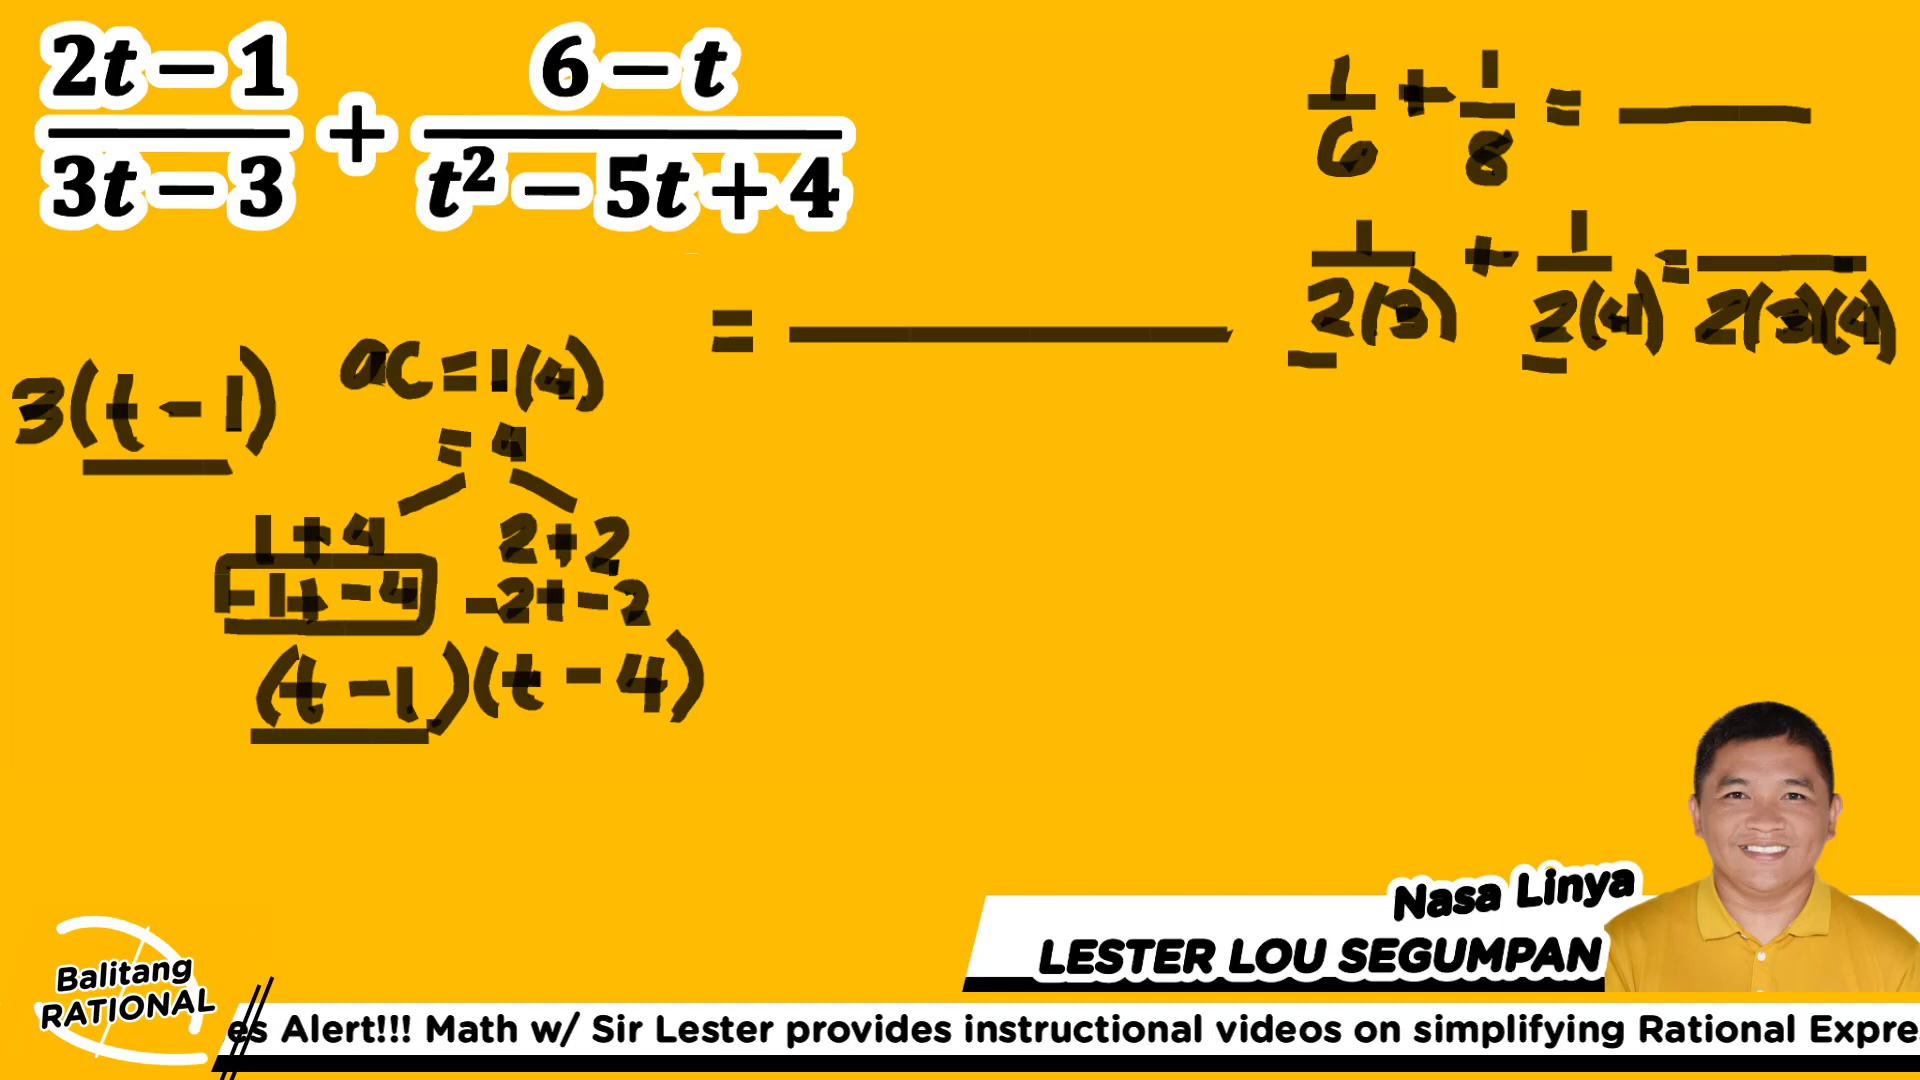 2t − 1 / 3t − 3 + 6 − t / t² − 5t + 4
= ———
3(t − 1)
ac = 1(4)
= 4
1 + 4 2 + 2
-1 + -4 -2 + -2
(t − 1)(t − 4)
1/6 + 1/8 = ———
1/2(3) + 1/2(4) = ———/2(3)(4)
Nasa Linya
LESTER LOU SEGUMPAN
Balitang
RATIONAL
es Alert!!! Math w/ Sir Lester provides instructional videos on simplifying Rational Expre